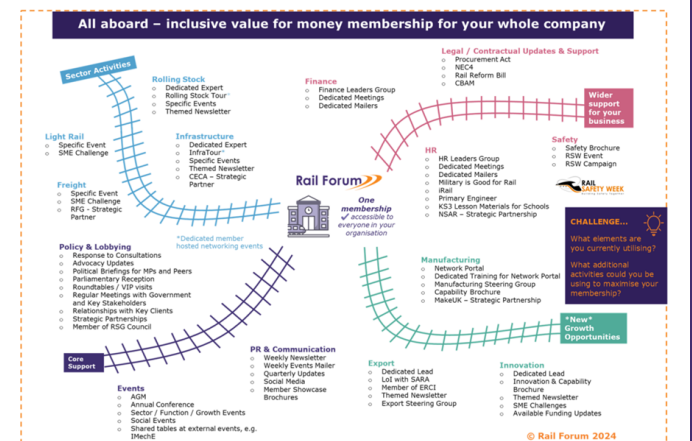 All aboard – inclusive value for money membership for your whole company
Sector Activities
Rolling Stock
o Dedicated Expert
o Rolling Stock Tour*
o Specific Events
o Themed Newsletter
Light Rail
o Specific Event
o SME Challenge
Infrastructure
o Dedicated Expert
o InfraTour*
o Specific Events
o Themed Newsletter
o CECA – Strategic
Partner
Freight
o Specific Event
o SME Challenge
o RFG - Strategic
Partner
*Dedicated member
hosted networking events
Finance
o Finance Leaders Group
o Dedicated Meetings
o Dedicated Mailers
Legal / Contractual Updates & Support
o Procurement Act
o NEC4
o Rail Reform Bill
o CBAM
Wider
support
for your
business
HR
o HR Leaders Group
o Dedicated Meetings
o Dedicated Mailers
o Military is Good for Rail
o iRail
o Primary Engineer
o KS3 Lesson Materials for Schools
o NSAR – Strategic Partnership
Safety
o Safety Brochure
o RSW Event
o RSW Campaign
RAIL
SAFETY WEEK
Rail Forum
One
membership
✓ accessible to
everyone in your
organisation
CHALLENGE...
What elements are
you currently utilising?
What additional
activities could you be
using to maximise your
membership?
Policy & Lobbying
o Response to Consultations
o Advocacy Updates
o Political Briefings for MPs and Peers
o Parliamentary Reception
o Roundtables / VIP visits
o Regular Meetings with Government
and Key Stakeholders
o Relationships with Key Clients
o Strategic Partnerships
o Member of RSG Council
Core
Support
PR & Communication
o Weekly Newsletter
o Weekly Events Mailer
o Quarterly Updates
o Social Media
o Member Showcase
Brochures
Events
o AGM
o Annual Conference
o Sector / Function / Growth Events
o Social Events
o Shared tables at external events, e.g.
IMechE
Manufacturing
o Network Portal
o Dedicated Training for Network Portal
o Manufacturing Steering Group
o Capability Brochure
o MakeUK – Strategic Partnership
*New*
Growth
Opportunities
Export
o Dedicated Lead
o LoI with SARA
o Member of ERCI
o Themed Newsletter
o Export Steering Group
Innovation
o Dedicated Lead
o Innovation & Capability
Brochure
o Themed Newsletter
o SME Challenges
o Available Funding Updates
© Rail Forum 2024